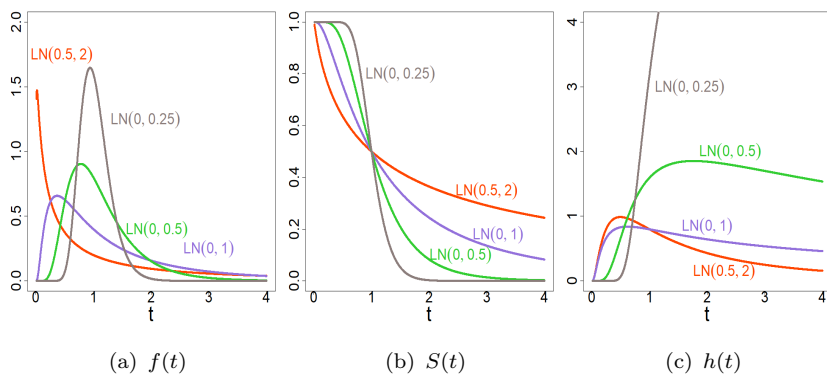 2.0
1.5
1.0
0.5
0.0
LN(0.5, 2)
LN(0, 0.25)
LN(0, 0.5)
LN(0, 1)
0 1 2 3 4
t
(a) f(t)
1.0
0.8
0.6
0.4
0.2
0.0
LN(0, 0.25)
LN(0.5, 2)
LN(0, 1)
LN(0, 0.5)
0 1 2 3 4
t
(b) S(t)
4
3
2
1
0
LN(0, 0.25)
LN(0, 0.5)
LN(0, 1)
LN(0.5, 2)
0 1 2 3 4
t
(c) h(t)